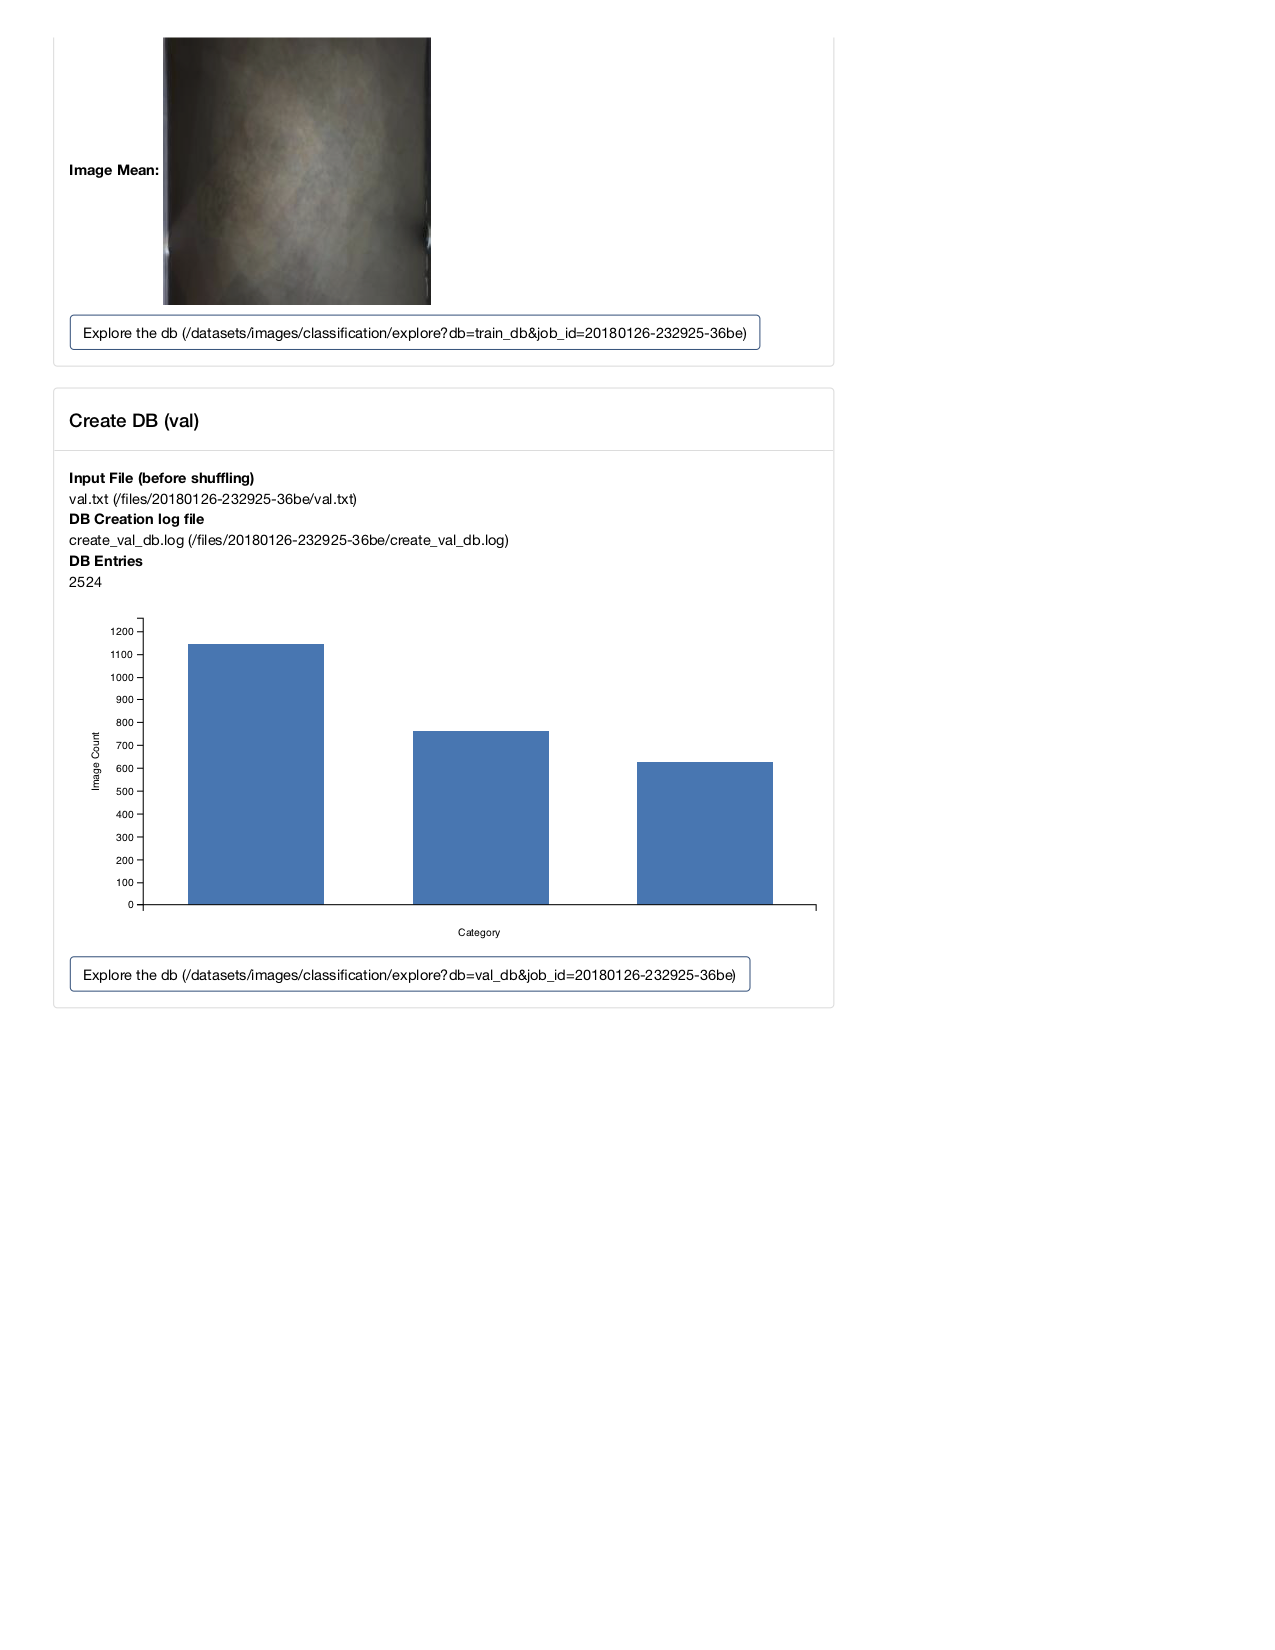 Image Mean:
Explore the db (/datasets/images/classification/explore?db=train_db&job_id=20180126-232925-36be)
Create DB (val)
Input File (before shuffling)
val.txt (/files/20180126-232925-36be/val.txt)
DB Creation log file
create_val_db.log (/files/20180126-232925-36be/create_val_db.log)
DB Entries
2524
1200
1100
1000
900
800
700
600
500
400
300
200
100
0
Image Count
Category
Explore the db (/datasets/images/classification/explore?db=val_db&job_id=20180126-232925-36be)